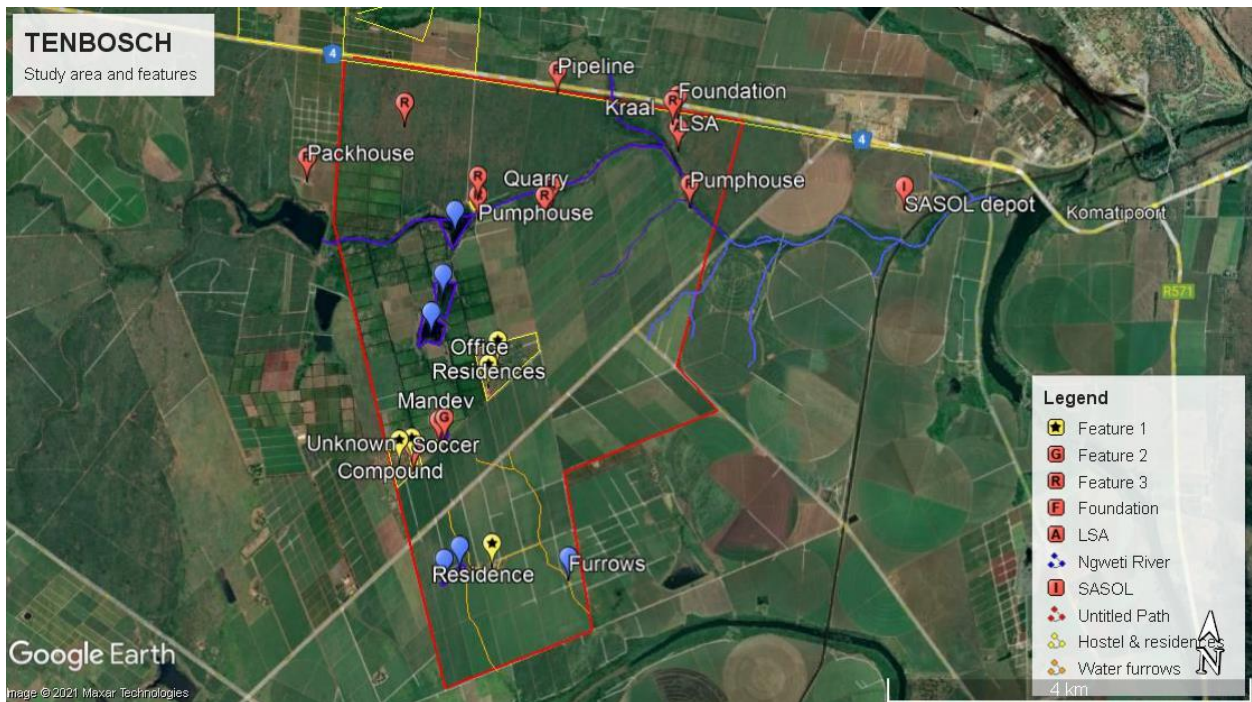 TENBOSCH
Study area and features
4
Pipeline
Foundation
Kraal
LSA
4
R
Packhouse
R
Quarry
R
Pumphouse
Pumphouse
I
SASOL depot
Komatipoort
R571
Office
Residences
Mandev
G
Unknown
Soccer
Compound
Residence
Furrows
Legend
Feature 1
G Feature 2
R Feature 3
F Foundation
A LSA
Ngweti River
I SASOL
Untitled Path
Hostel & residences
Water furrows
N
4 km
Google Earth
Image © 2021 Maxar Technologies